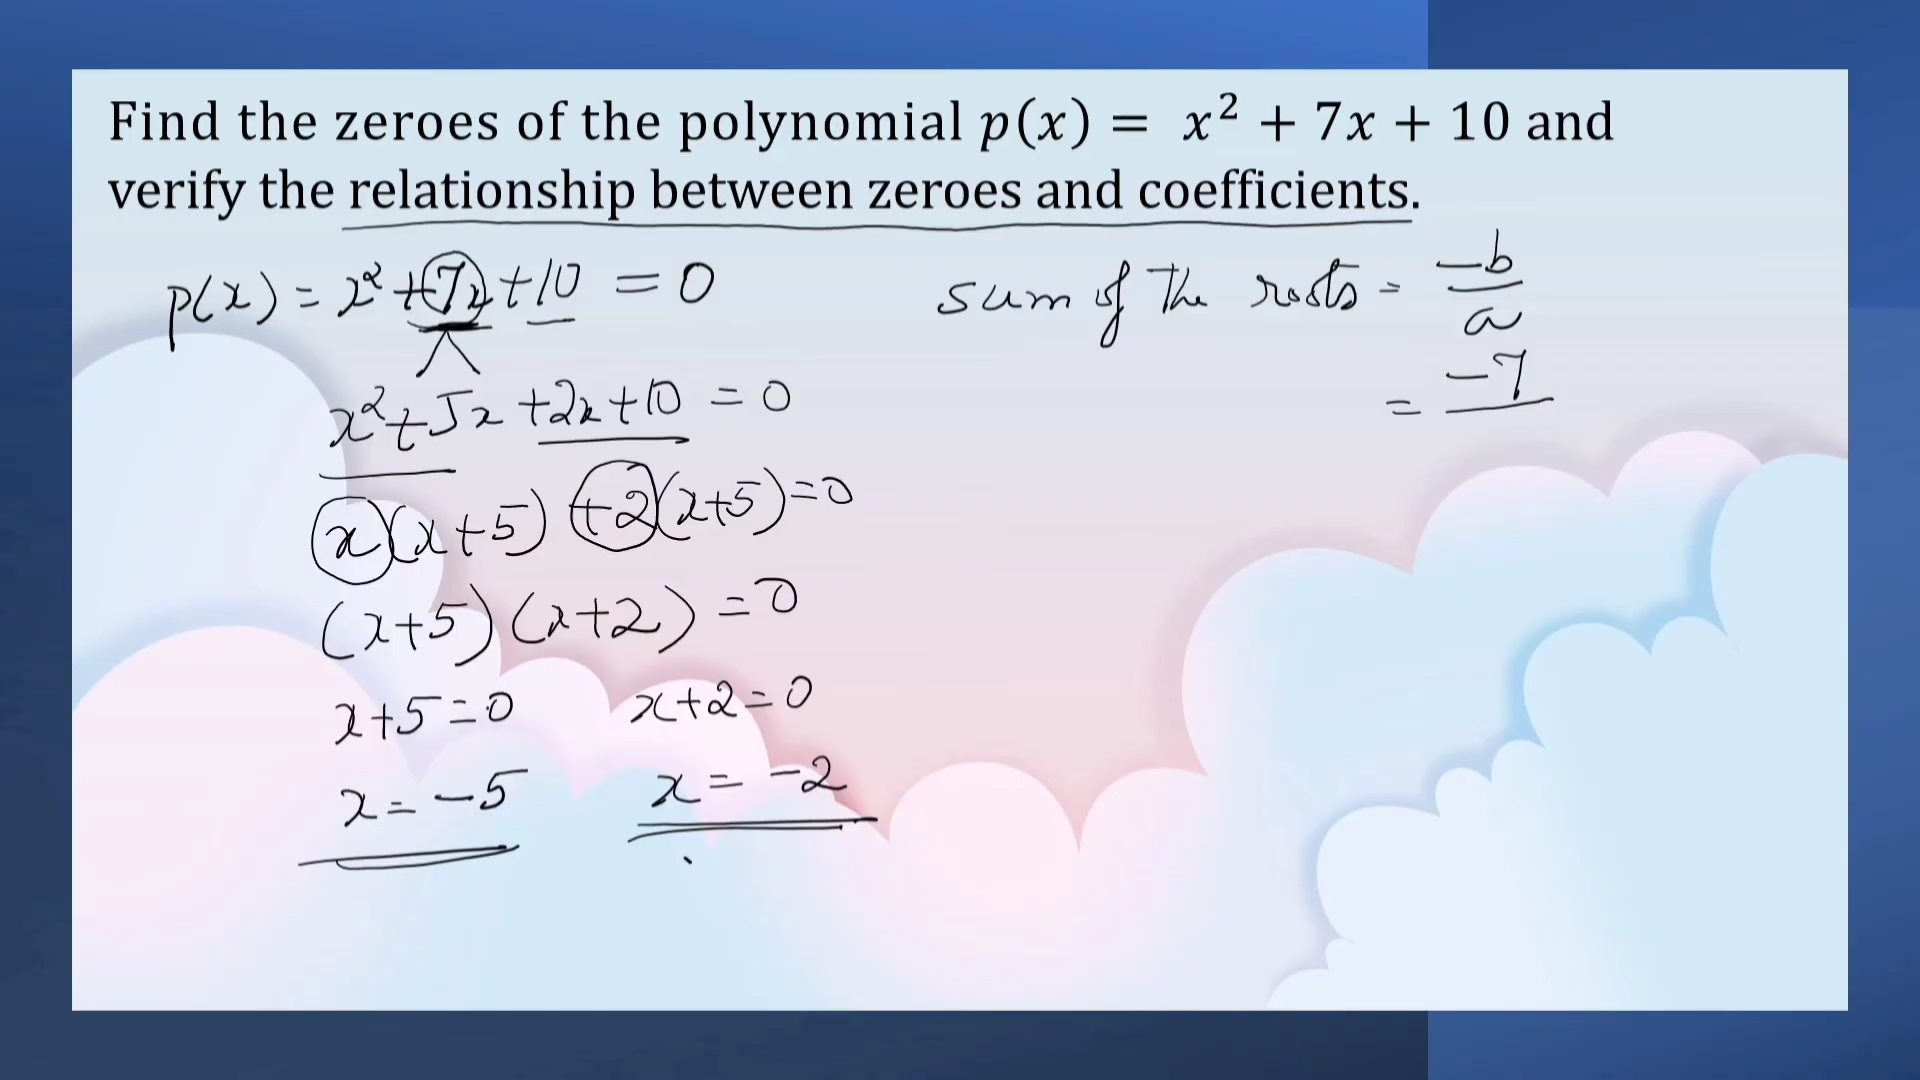 Find the zeroes of the polynomial p(x) = x² + 7x + 10 and
verify the relationship between zeroes and coefficients.
p(x) = x² + 7x + 10 = 0
x² + 5x + 2x + 10 = 0
x(x+5) +2(x+5) = 0
(x+5)(x+2) = 0
x+5=0 x+2=0
x = -5 x = -2
sum of the roots = -b/a
= -7